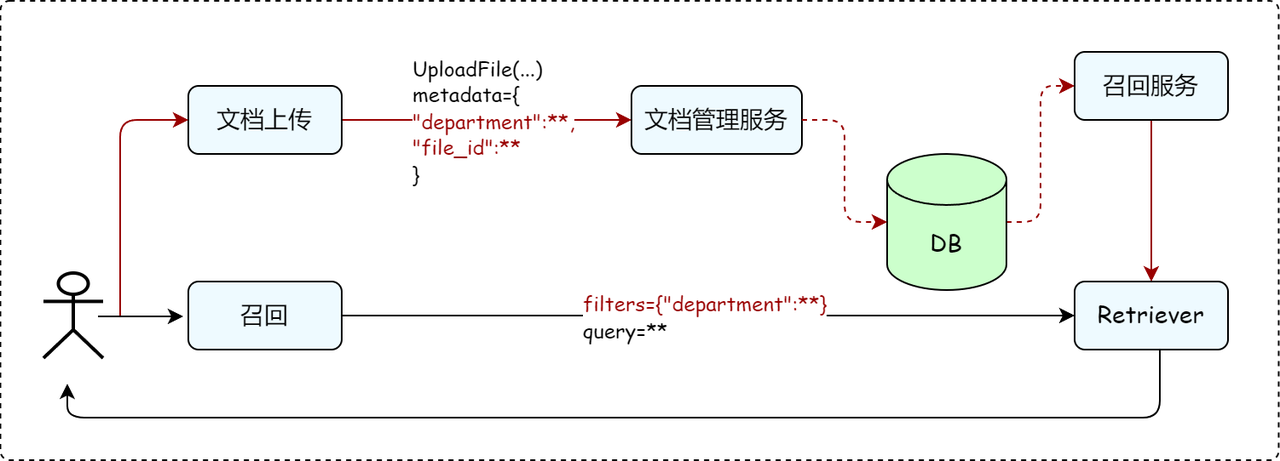 UploadFile(...)
metadata={
"department":**,
"file_id":**
}
文档上传
文档管理服务
召回服务
DB
召回
filters={"department":**}
query=**
Retriever